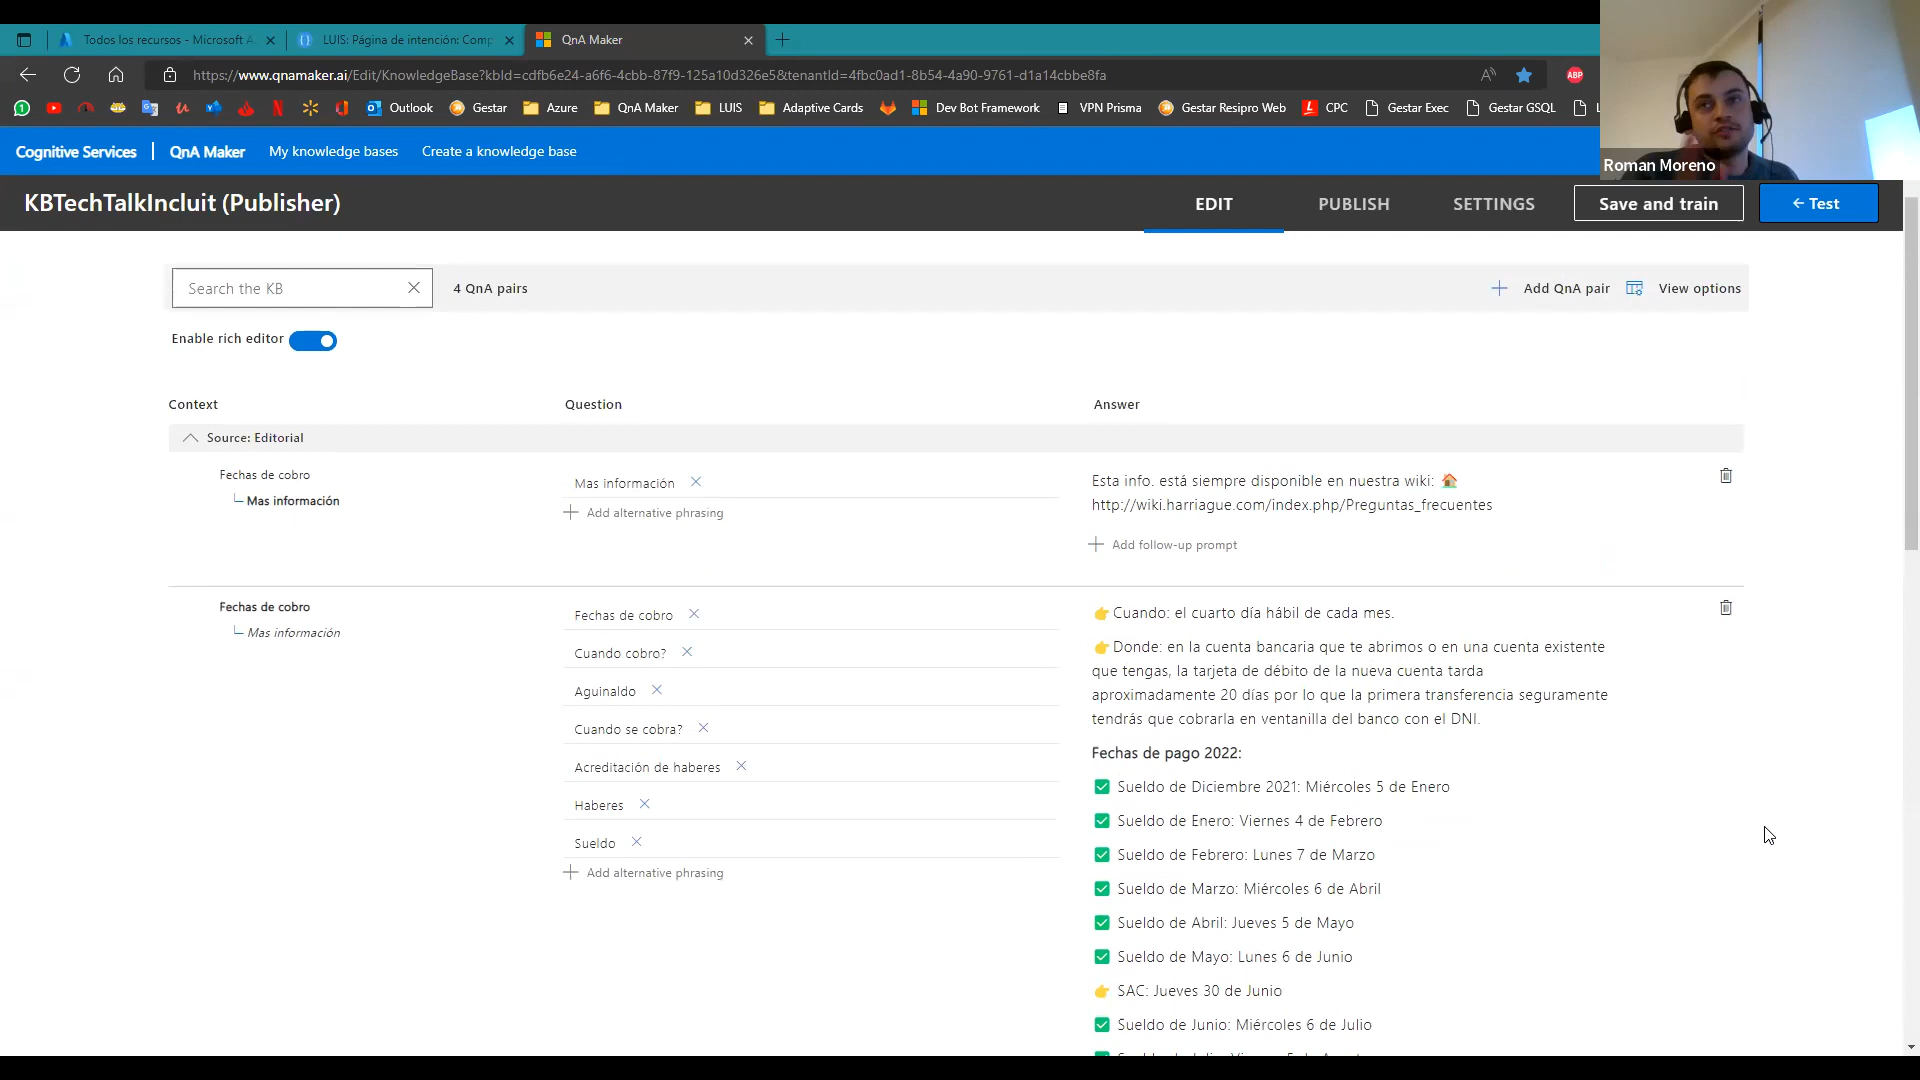 Todos los recursos - Microsoft A
LUIS: Página de intención: Comp
QnA Maker
https://www.qnamaker.ai/Edit/KnowledgeBase?kbId=cdfb6e24-a6f6-4cbb-87f9-125a10d326e5&tenantId=4fbc0ad1-8b54-4a90-9761-d1a14cbbe8fa
ABP
Outlook
Gestar
Azure
QnA Maker
LUIS
Adaptive Cards
Dev Bot Framework
VPN Prisma
Gestar Resipro Web
CPC
Gestar Exec
Gestar GSQL
Roman Moreno
Cognitive Services | QnA Maker My knowledge bases Create a knowledge base
KBTechTalkIncluit (Publisher)
EDIT PUBLISH SETTINGS Save and train ← Test
Search the KB
4 QnA pairs
Add QnA pair
View options
Enable rich editor
Context Question Answer
Source: Editorial
Fechas de cobro
Mas información
Mas información
Add alternative phrasing
Esta info. está siempre disponible en nuestra wiki: 🏠
http://wiki.harriague.com/index.php/Preguntas_frecuentes
Add follow-up prompt
Fechas de cobro
Mas información
Fechas de cobro
Cuando cobro?
Aguinaldo
Cuando se cobra?
Acreditación de haberes
Haberes
Sueldo
Add alternative phrasing
👉Cuando: el cuarto día hábil de cada mes.
👉Donde: en la cuenta bancaria que te abrimos o en una cuenta existente
que tengas, la tarjeta de débito de la nueva cuenta tarda
aproximadamente 20 días por lo que la primera transferencia seguramente
tendrás que cobrarla en ventanilla del banco con el DNI.
Fechas de pago 2022:
✅ Sueldo de Diciembre 2021: Miércoles 5 de Enero
✅ Sueldo de Enero: Viernes 4 de Febrero
✅ Sueldo de Febrero: Lunes 7 de Marzo
✅ Sueldo de Marzo: Miércoles 6 de Abril
✅ Sueldo de Abril: Jueves 5 de Mayo
✅ Sueldo de Mayo: Lunes 6 de Junio
👉 SAC: Jueves 30 de Junio
✅ Sueldo de Junio: Miércoles 6 de Julio